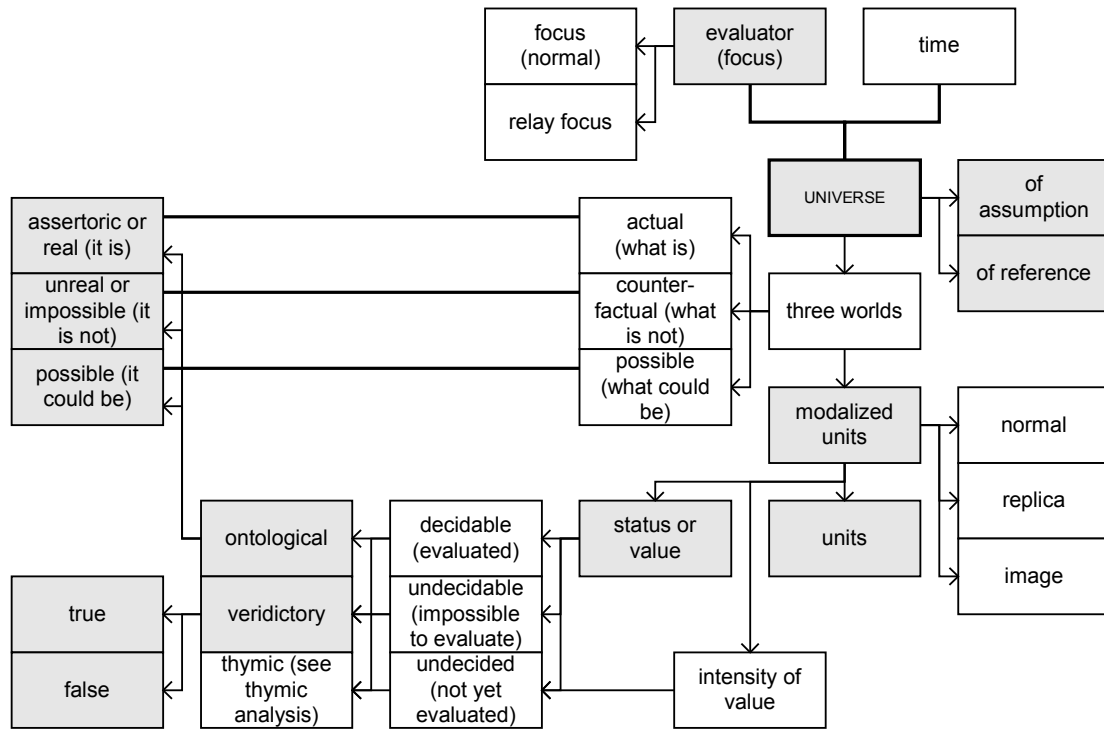 focus
(normal)
evaluator
(focus)
time
relay focus
UNIVERSE
of
assumption
of reference
assertoric or
real (it is)
actual
(what is)
unreal or
impossible (it
is not)
counter-
factual (what
is not)
three worlds
possible (it
could be)
possible
(what could
be)
modalized
units
normal
replica
image
ontological
decidable
(evaluated)
status or
value
units
true
veridictory
undecidable
(impossible
to evaluate)
false
thymic (see
thymic
analysis)
undecided
(not yet
evaluated)
intensity of
value